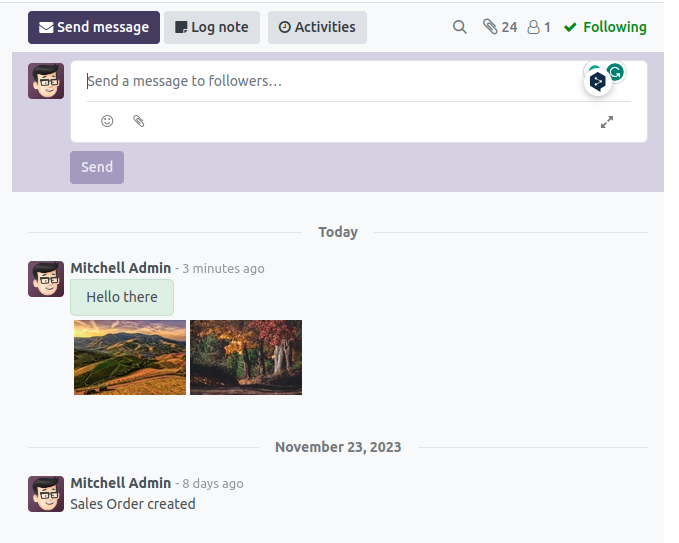 Send message Log note Activities 24 1 Following
Send a message to followers…
Send
Today
Mitchell Admin - 3 minutes ago
Hello there
November 23, 2023
Mitchell Admin - 8 days ago
Sales Order created